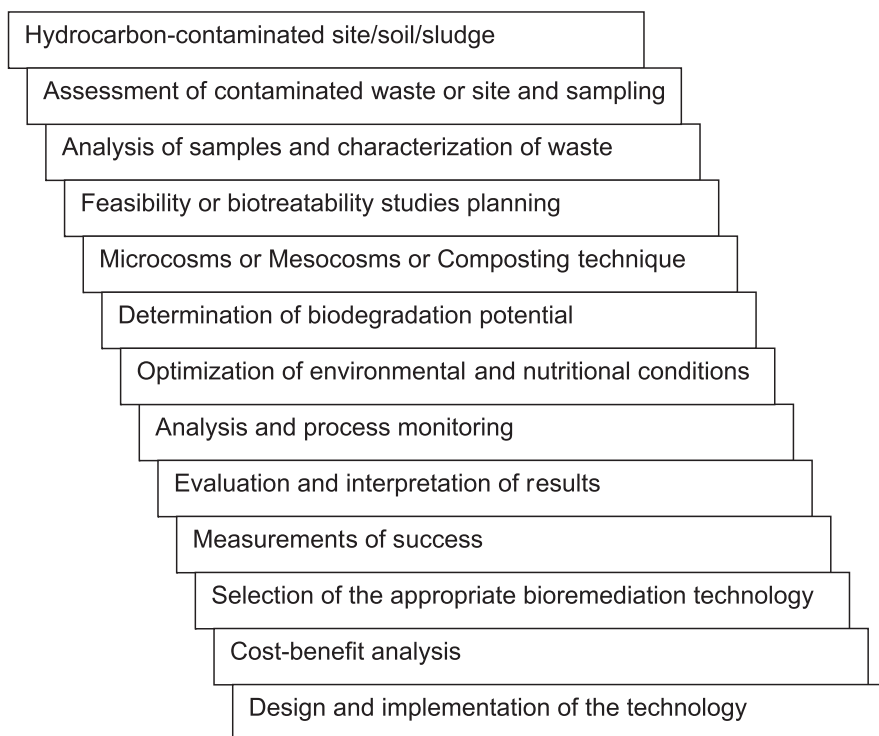 Hydrocarbon-contaminated site/soil/sludge
Assessment of contaminated waste or site and sampling
Analysis of samples and characterization of waste
Feasibility or biotreatability studies planning
Microcosms or Mesocosms or Composting technique
Determination of biodegradation potential
Optimization of environmental and nutritional conditions
Analysis and process monitoring
Evaluation and interpretation of results
Measurements of success
Selection of the appropriate bioremediation technology
Cost-benefit analysis
Design and implementation of the technology